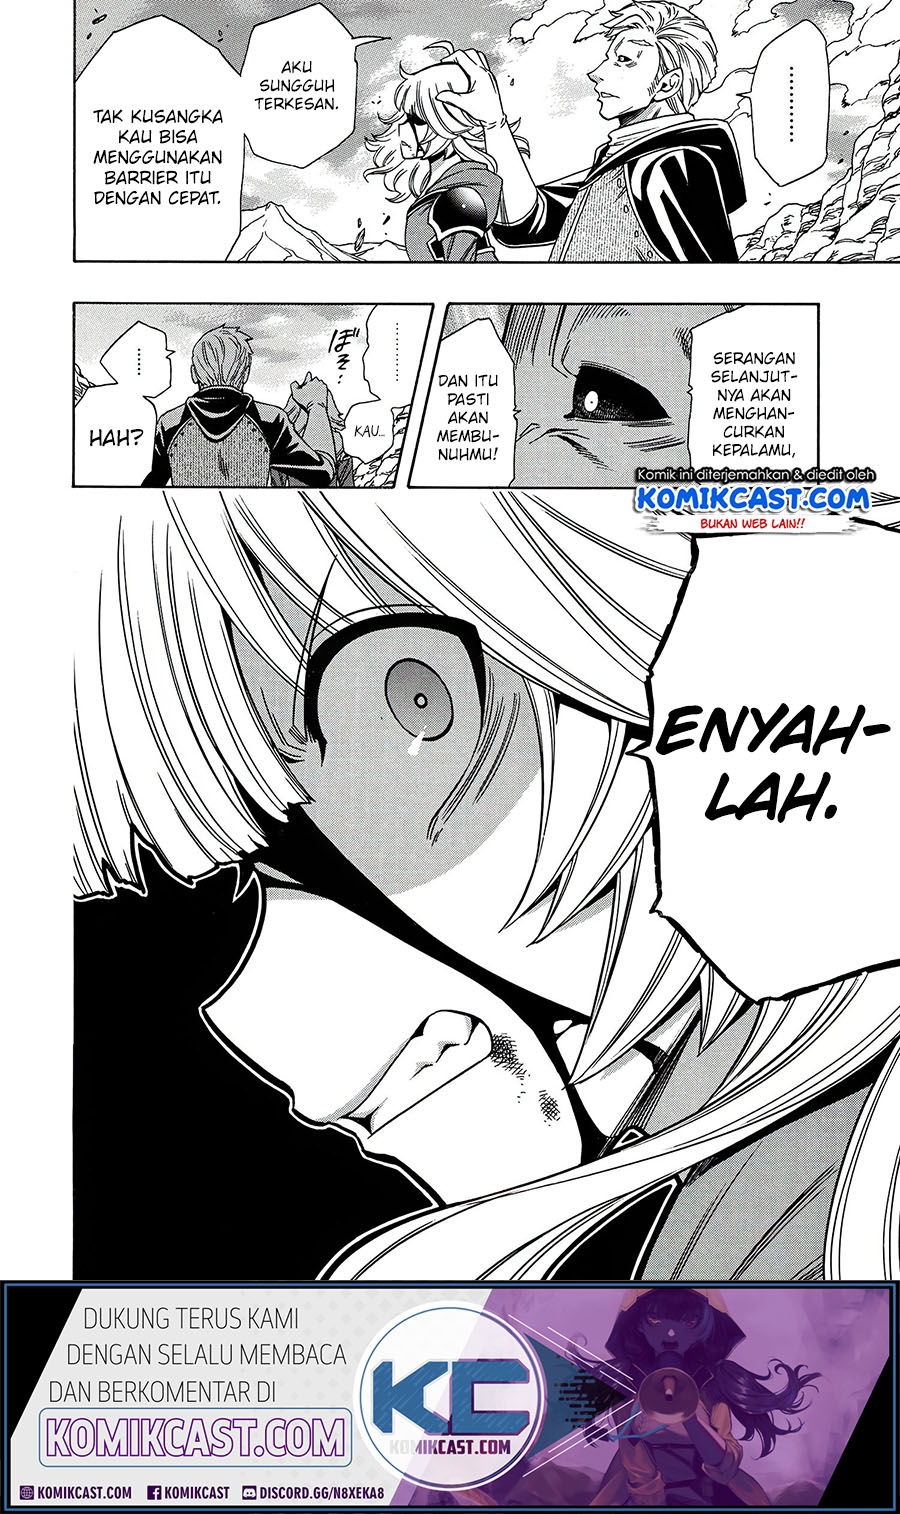 AKU
SUNGGUH
TERKESAN.
TAK KUSANGKA
KAU BISA
MENGGUNAKAN
BARRIER ITU
DENGAN CEPAT.
SERANGAN
SELANJUT-
NYA AKAN
MENGHAN-
CURKAN
KEPALAMU,
DAN ITU
PASTI
AKAN
MEMBU-
NUHMU!
ぼそ
KAU...
HAH?
Komik ini diterjemahkan & diedit oleh
KOMIKCAST.COM
BUKAN WEB LAIN!!
ENYAH-
LAH.
DUKUNG TERUS KAMI
DENGAN SELALU MEMBACA
DAN BERKOMENTAR DI
KOMIKCAST.COM
KOMIKCAST.COM
KOMIKCAST
DISCORD.GG/N8XEKA8
KC
KOMIKCAST.COM